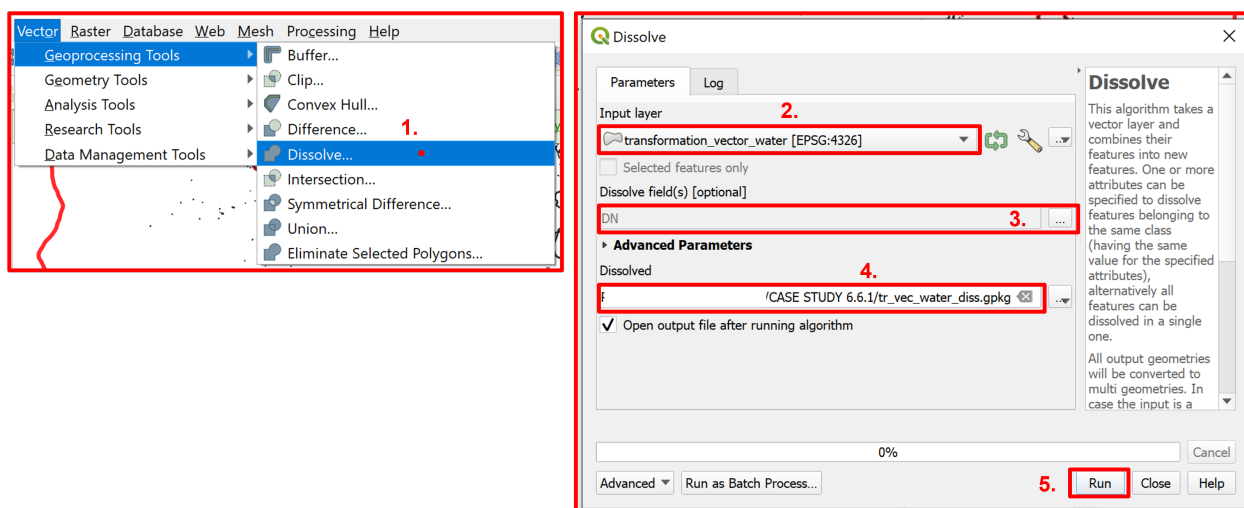 Vector Raster Database Web Mesh Processing Help
Geoprocessing Tools
Geometry Tools
Analysis Tools
Research Tools
Data Management Tools
Buffer...
Clip...
Convex Hull...
Difference...
1.
Dissolve...
Intersection...
Symmetrical Difference...
Union...
Eliminate Selected Polygons...
Dissolve
Parameters Log
Input layer
2.
transformation_vector_water [EPSG:4326]
...
Selected features only
Dissolve field(s) [optional]
DN
3.
...
Advanced Parameters
Dissolved
4.
/CASE STUDY 6.6.1/tr_vec_water_diss.gpkg
...
Open output file after running algorithm
Dissolve
This algorithm takes a
vector layer and
combines their
features into new
features. One or more
attributes can be
specified to dissolve
features belonging to
the same class
(having the same
value for the specified
attributes),
alternatively all
features can be
dissolved in a single
one.
All output geometries
will be converted to
multi geometries. In
case the input is a
0%
Cancel
Advanced Run as Batch Process...
5.
Run Close Help